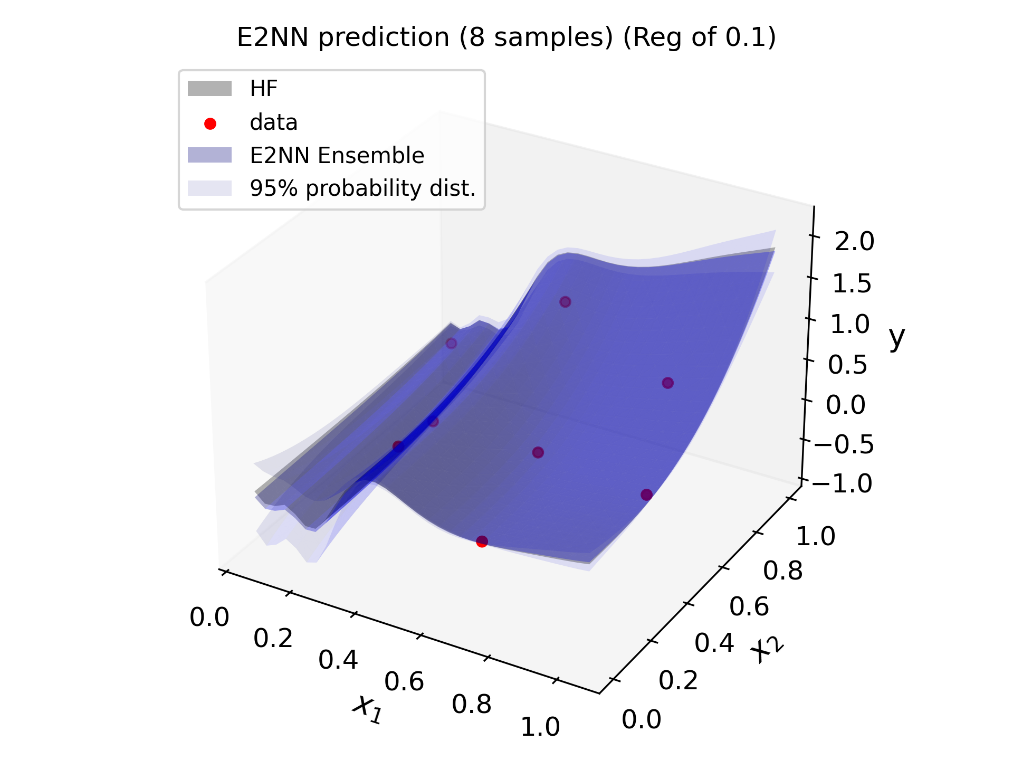 E2NN prediction (8 samples) (Reg of 0.1)
HF
data
E2NN Ensemble
95% probability dist.
2.0
1.5
1.0
0.5
0.0
−0.5
−1.0
y
0.0
0.2
0.4
0.6
0.8
1.0
x₁
0.0
0.2
0.4
0.6
0.8
1.0
x₂